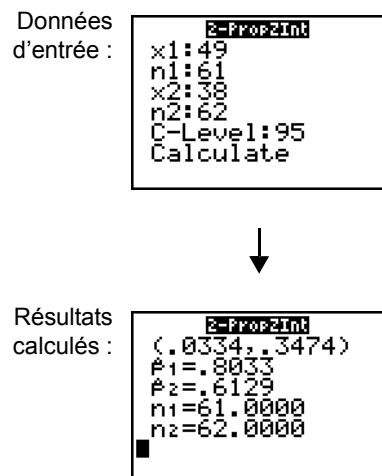 Données
d'entrée :
2-PropZInt
x1:49
n1:61
x2:38
n2:62
C-Level:95
Calculate
Résultats
calculés :
2-PropZInt
(.0334,.3474)
p̂1=.8033
p̂2=.6129
n1=61.0000
n2=62.0000